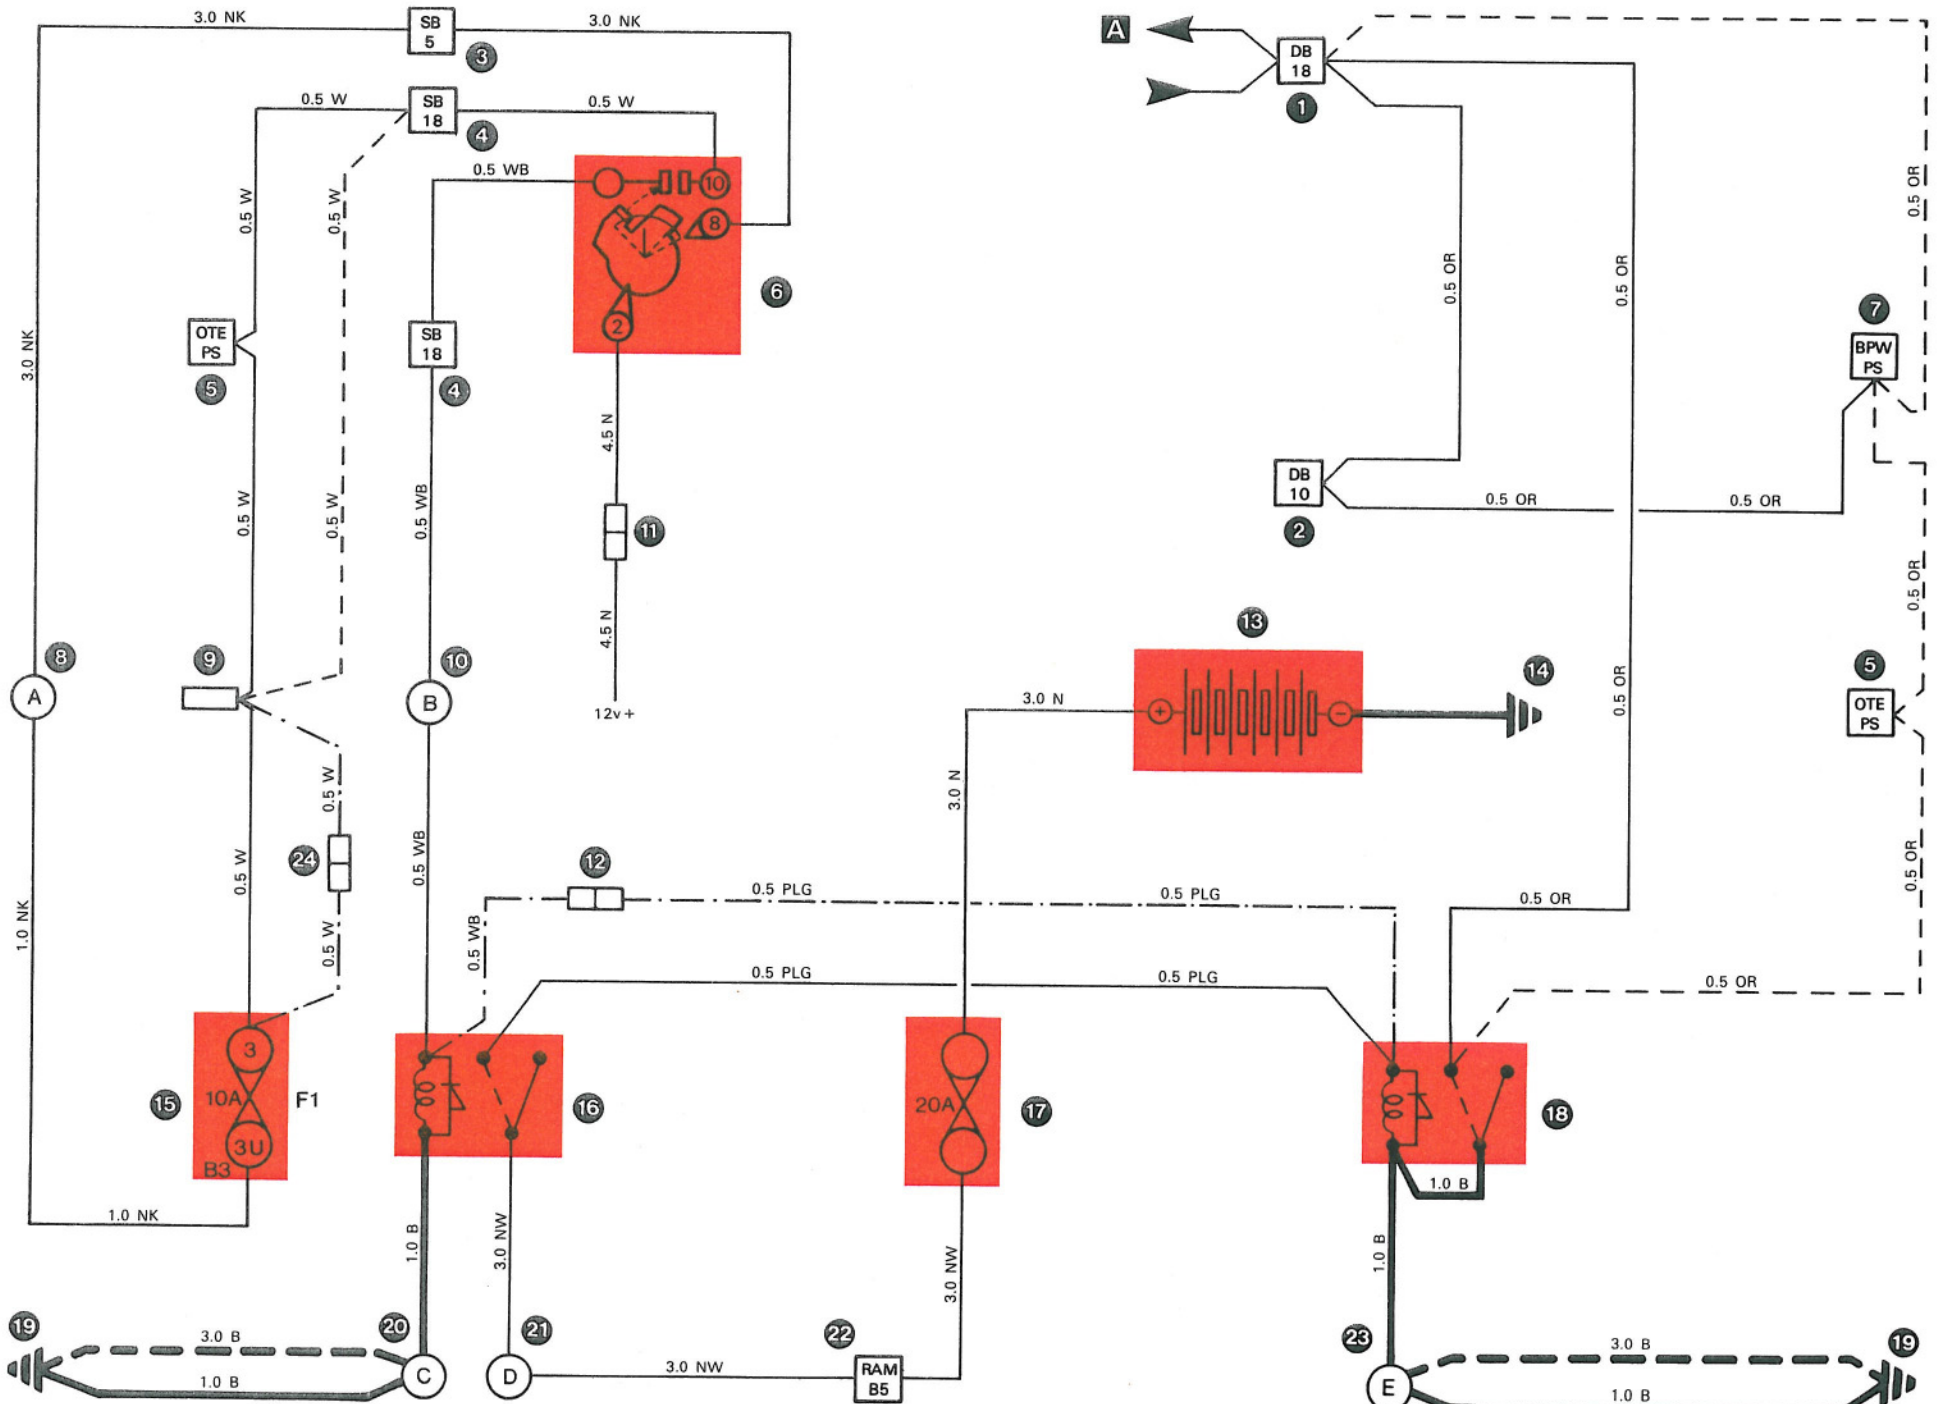 3.0 NK
SB
5
3.0 NK
3
A
DB
18
1
0.5 W
SB
18
0.5 W
4
0.5 WB
10
8
2
6
0.5 W
0.5 W
0.5 OR
0.5 OR
0.5 OR
3.0 NK
OTE
PS
5
SB
18
4
7
BPW
PS
4.5 N
DB
10
2
0.5 OR
0.5 OR
0.5 W
0.5 W
0.5 WB
11
0.5 OR
4.5 N
13
8
A
9
10
B
12v+
3.0 N
+
−
14
0.5 OR
5
OTE
PS
0.5 W
3.0 N
24
0.5 W
0.5 WB
12
0.5 PLG
0.5 PLG
0.5 OR
0.5 OR
1.0 NK
0.5 W
0.5 WB
0.5 PLG
0.5 PLG
0.5 OR
3
10A
3U
B3
F1
15
16
20A
17
18
1.0 B
1.0 NK
1.0 B
3.0 NW
3.0 NW
1.0 B
19
3.0 B
1.0 B
20
C
21
D
3.0 NW
22
RAM
B5
23
E
3.0 B
1.0 B
19